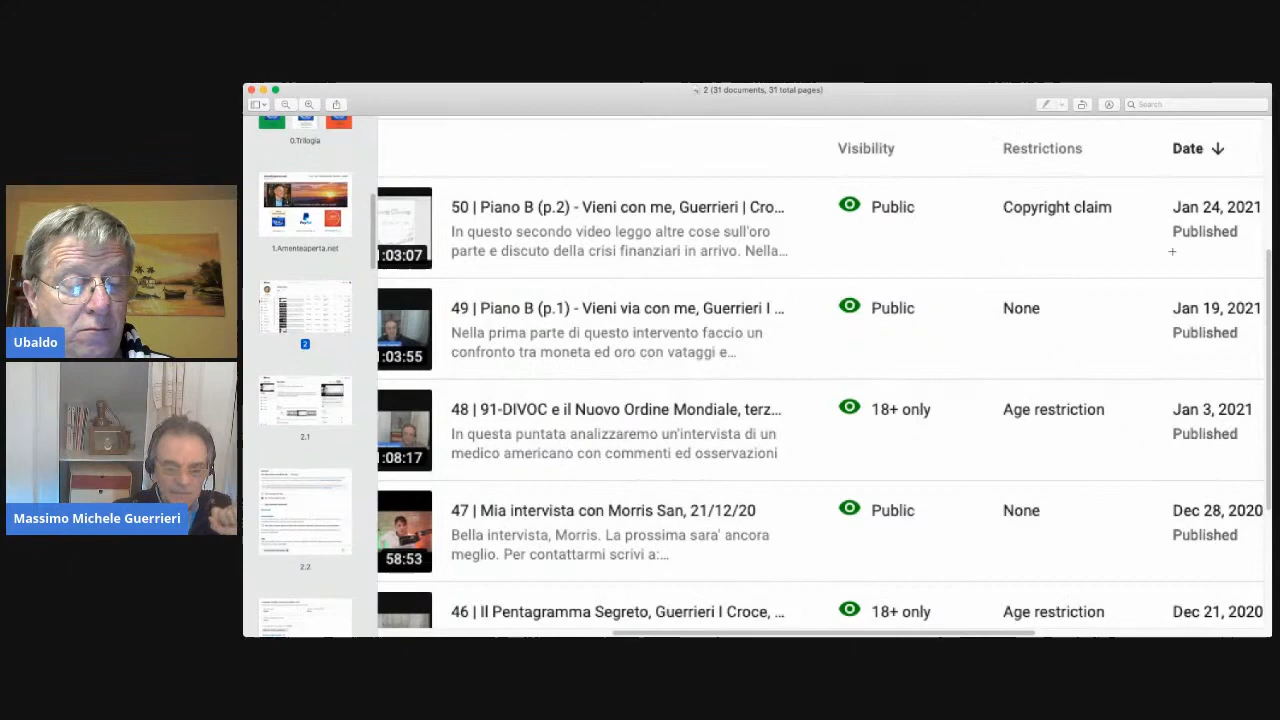 2 (31 documents, 31 total pages)
Search
0.Trilogia
1.Amenteaperta.net
2
2.1
2.2
Visibility Restrictions Date
50 | Piano B (p2) - Vieni con me, Guerrieri I Cro... Public Copyright claim Jan 24, 2021
In questo secondo video leggo altre cose sull'oro Published
parte e discuto della crisi finanziari in arrivo. Nella...
:03:07
Piano B (p1) - Vieni via con me, Guerrieri I ... Public None Jan 19, 2021
Nella prima parte di questo intervento faccio un Published
confronto tra moneta ed oro con vataggi e...
:03:55
48 | 91-DIVOC e il Nuovo Ordine Mondiale, terz... 18+ only Age restriction Jan 3, 2021
In questa puntata analizzaremo un'intervista di un Published
medico americano con commenti ed osservazioni
:08:17
47 | Mia intervista con Morris San, 21/12/20 Public None Dec 28, 2020
Bella intervista Morris. La prossima sarà ancora Published
meglio. Per contattarmi scrivi a:...
58:53
46 | Il Pentagramma Segreto, Guerrieri I Croce, ... 18+ only Age restriction Dec 21, 2020
Ubaldo
Massimo Michele Guerrieri